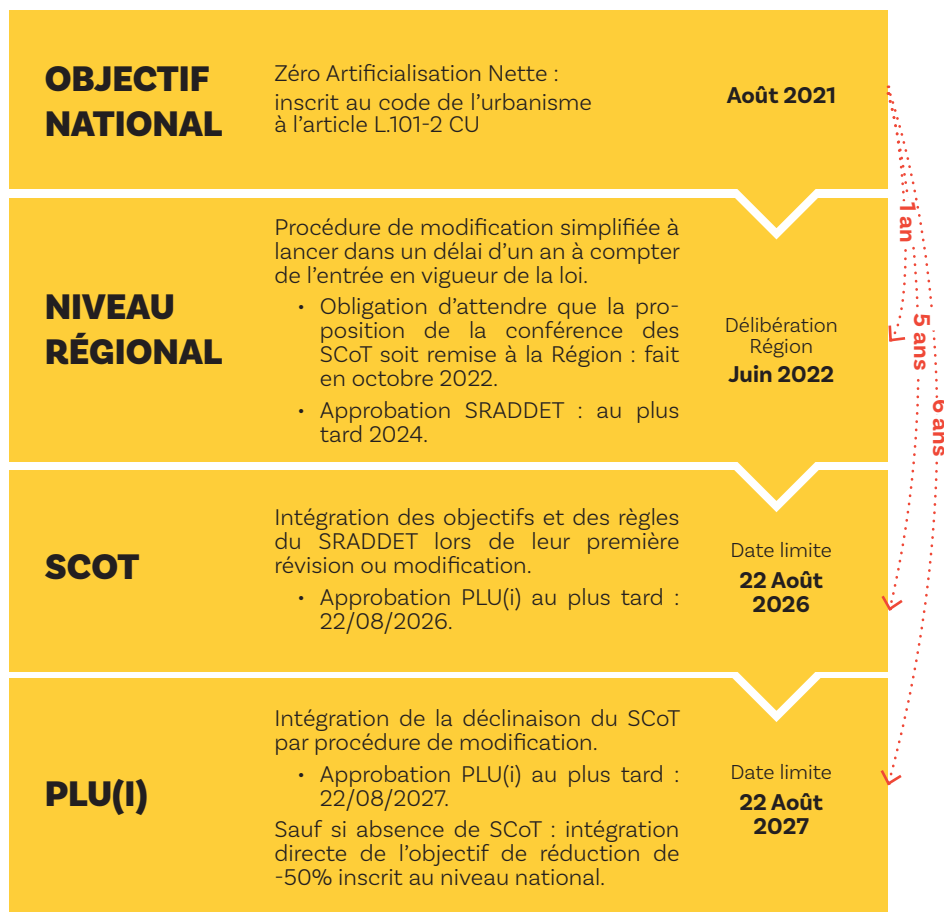 OBJECTIF
NATIONAL
Zéro Artificialisation Nette :
inscrit au code de l'urbanisme
à l'article L.101-2 CU
Août 2021
NIVEAU
RÉGIONAL
Procédure de modification simplifiée à
lancer dans un délai d'un an à compter
de l'entrée en vigueur de la loi.
• Obligation d'attendre que la pro-
position de la conférence des
SCoT soit remise à la Région : fait
en octobre 2022.
• Approbation SRADDET : au plus
tard 2024.
Délibération
Région
Juin 2022
SCOT
Intégration des objectifs et des règles
du SRADDET lors de leur première
révision ou modification.
• Approbation PLU(i) au plus tard :
22/08/2026.
Date limite
22 Août
2026
PLU(I)
Intégration de la déclinaison du SCoT
par procédure de modification.
• Approbation PLU(i) au plus tard :
22/08/2027.
Sauf si absence de SCoT : intégration
directe de l'objectif de réduction de
-50% inscrit au niveau national.
Date limite
22 Août
2027
1 an
5 ans
6 ans